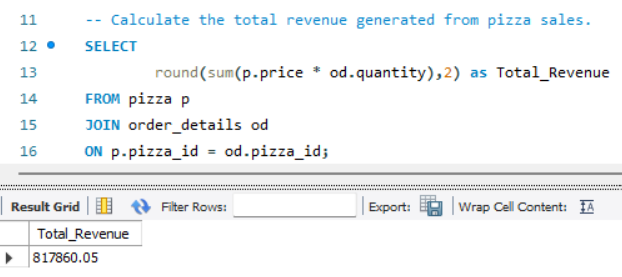 11 -- Calculate the total revenue generated from pizza sales.
12 SELECT
13 round(sum(p.price * od.quantity),2) as Total_Revenue
14 FROM pizza p
15 JOIN order_details od
16 ON p.pizza_id = od.pizza_id;
Result Grid Filter Rows: Export: Wrap Cell Content:
Total_Revenue
817860.05